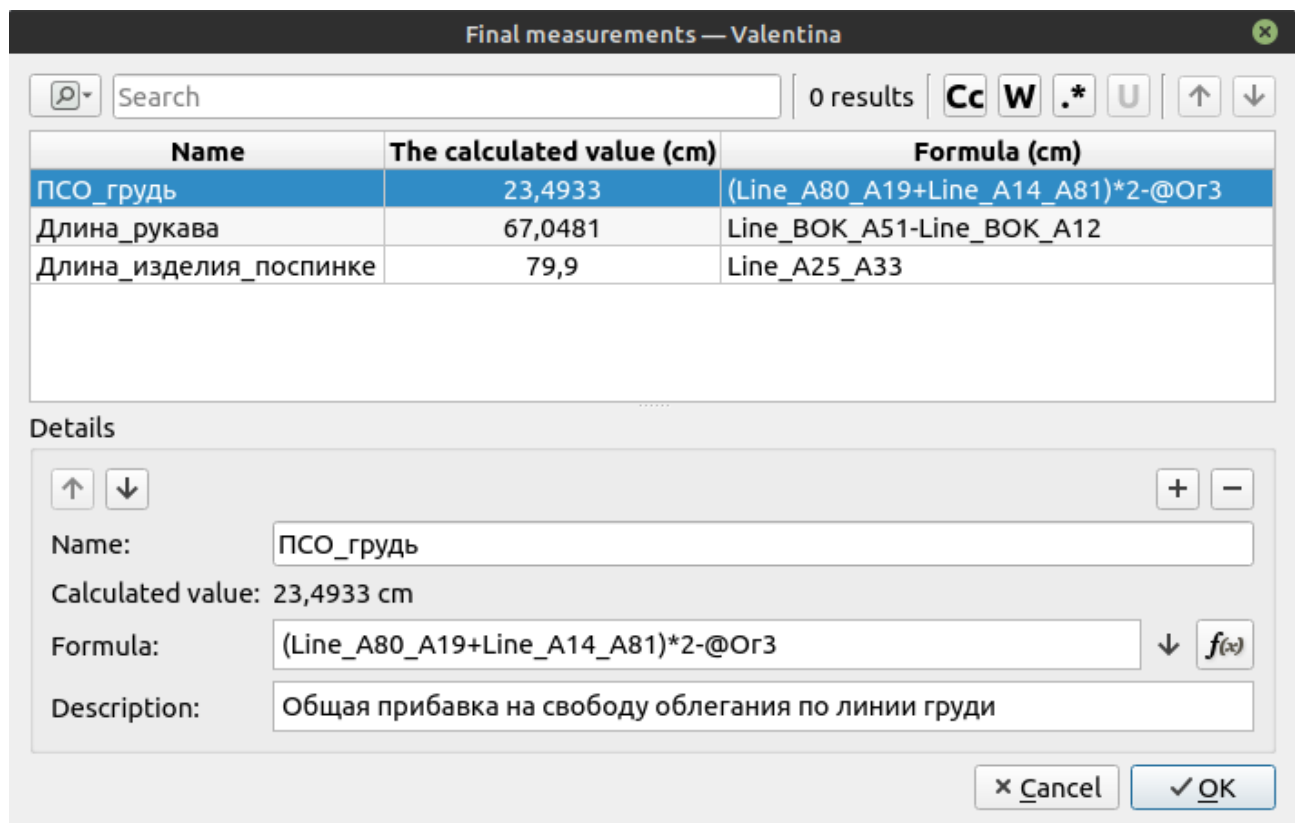 Final measurements — Valentina
Search 0 results Cc W .* U
Name The calculated value (cm) Formula (cm)
ПСО_грудь 23,4933 (Line_A80_A19+Line_A14_A81)*2-@Ог3
Длина_рукава 67,0481 Line_ВОК_A51-Line_ВОК_A12
Длина_изделия_поспинке 79,9 Line_A25_A33
Details
+ −
Name: ПСО_грудь
Calculated value: 23,4933 cm
Formula: (Line_A80_A19+Line_A14_A81)*2-@Ог3 f(x)
Description: Общая прибавка на свободу облегания по линии груди
Cancel OK